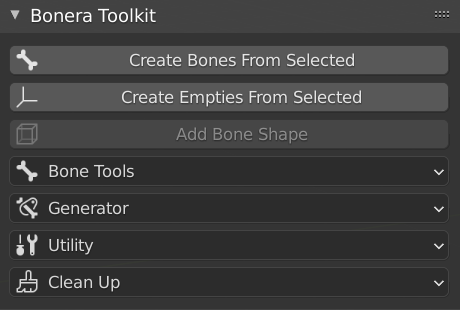 Bonera Toolkit
Create Bones From Selected
Create Empties From Selected
Add Bone Shape
Bone Tools
Generator
Utility
Clean Up